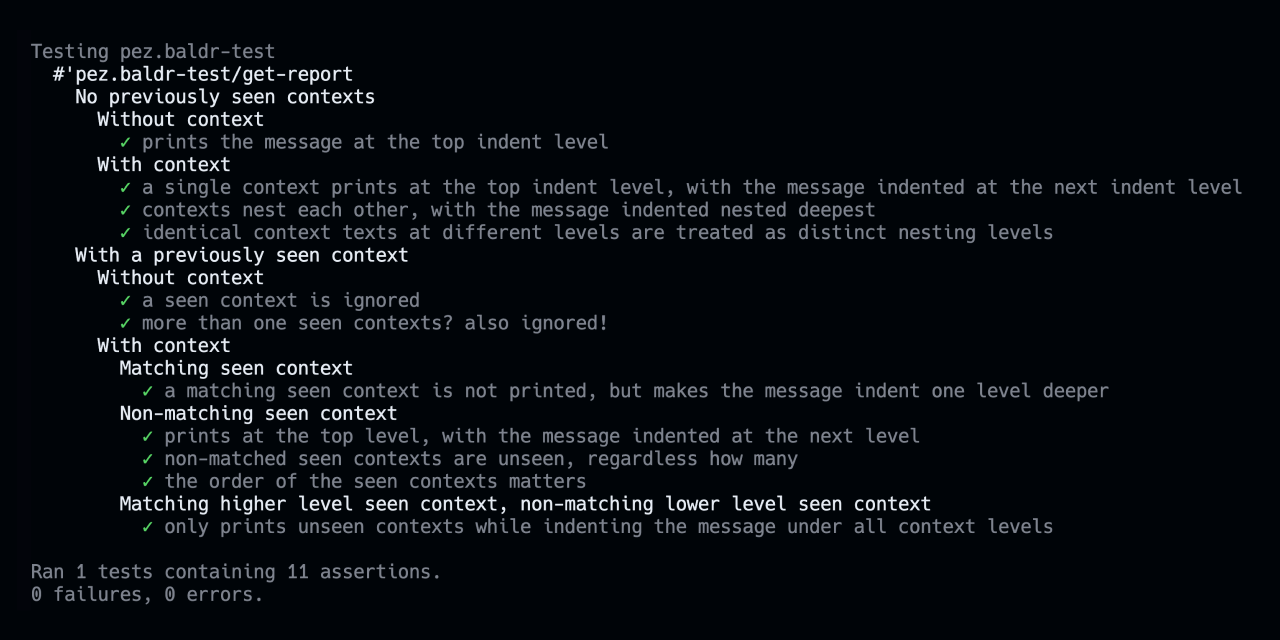 Testing pez.baldr-test
#'pez.baldr-test/get-report
No previously seen contexts
Without context
✓ prints the message at the top indent level
With context
✓ a single context prints at the top indent level, with the message indented at the next indent level
✓ contexts nest each other, with the message indented nested deepest
✓ identical context texts at different levels are treated as distinct nesting levels
With a previously seen context
Without context
✓ a seen context is ignored
✓ more than one seen contexts? also ignored!
With context
Matching seen context
✓ a matching seen context is not printed, but makes the message indent one level deeper
Non-matching seen context
✓ prints at the top level, with the message indented at the next level
✓ non-matched seen contexts are unseen, regardless how many
✓ the order of the seen contexts matters
Matching higher level seen context, non-matching lower level seen context
✓ only prints unseen contexts while indenting the message under all context levels
Ran 1 tests containing 11 assertions.
0 failures, 0 errors.